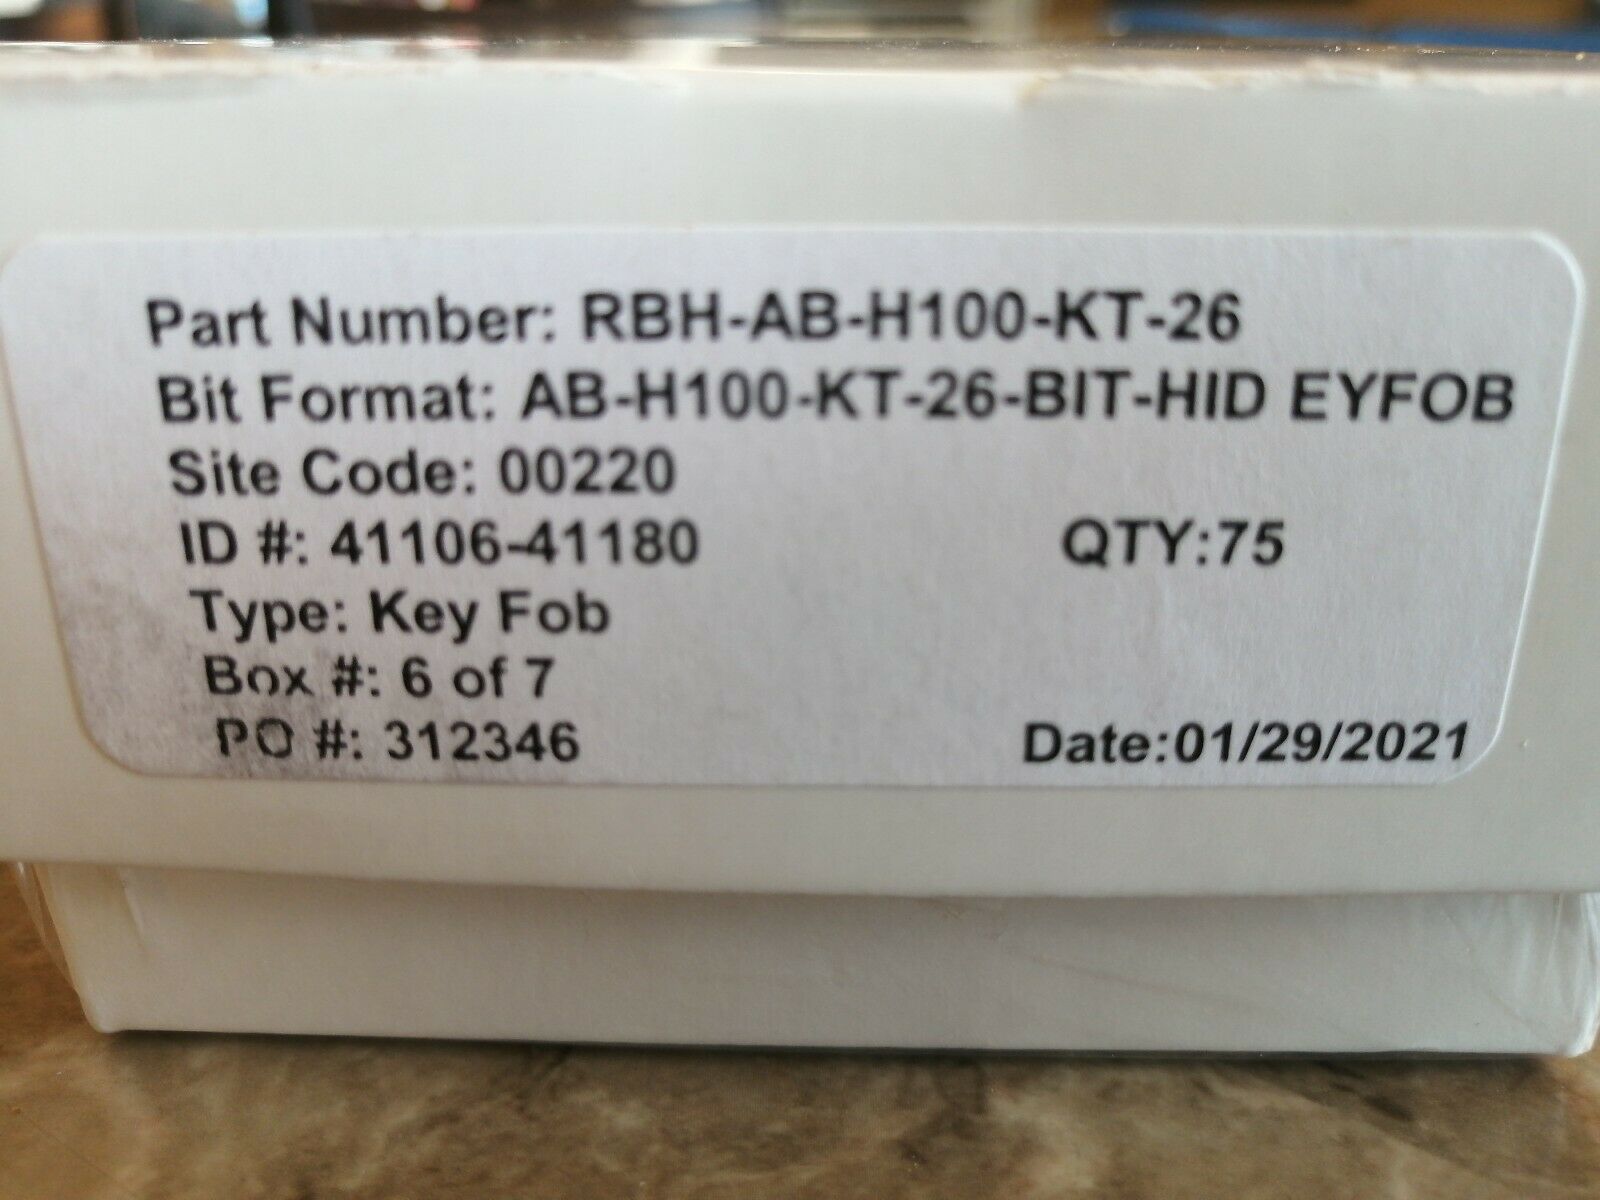 Part Number: RBH-AB-H100-KT-26
Bit Format: AB-H100-KT-26-BIT-HID EYFOB
Site Code: 00220
ID #: 41106-41180 QTY:75
Type: Key Fob
Box #: 6 of 7
PO #: 312346 Date:01/29/2021